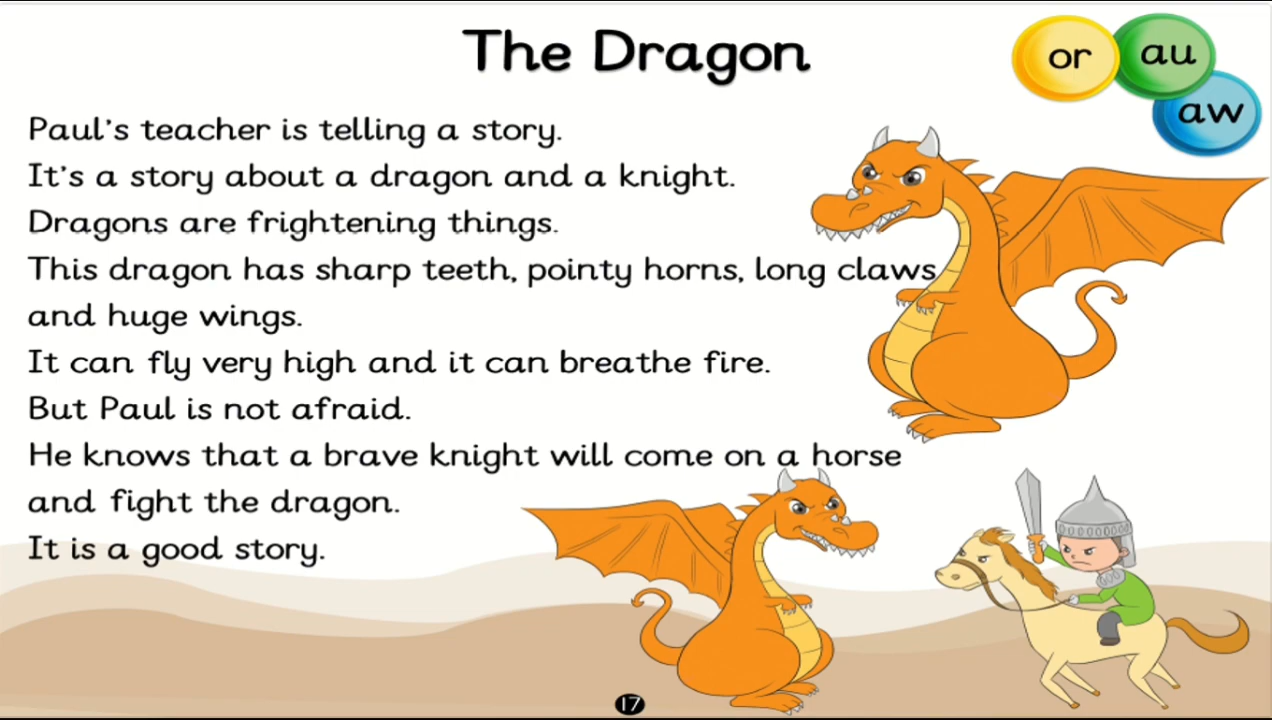 The Dragon
or
au
aw
Paul's teacher is telling a story.
It's a story about a dragon and a knight.
Dragons are frightening things.
This dragon has sharp teeth, pointy horns, long claws
and huge wings.
It can fly very high and it can breathe fire.
But Paul is not afraid.
He knows that a brave knight will come on a horse
and fight the dragon.
It is a good story.
17